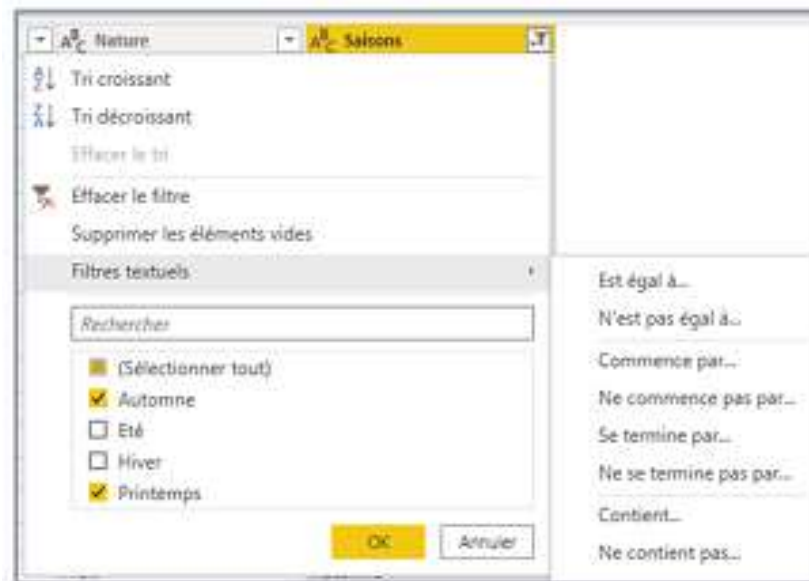 ABC Nature ABC Saisons
Tri croissant
Tri décroissant
Effacer le tri
Effacer le filtre
Supprimer les éléments vides
Filtres textuels
Rechercher
(Sélectionner tout)
Automne
Eté
Hiver
Printemps
OK Annuler
Est égal à...
N'est pas égal à...
Commence par...
Ne commence pas par...
Se termine par...
Ne se termine pas par...
Contient...
Ne contient pas...